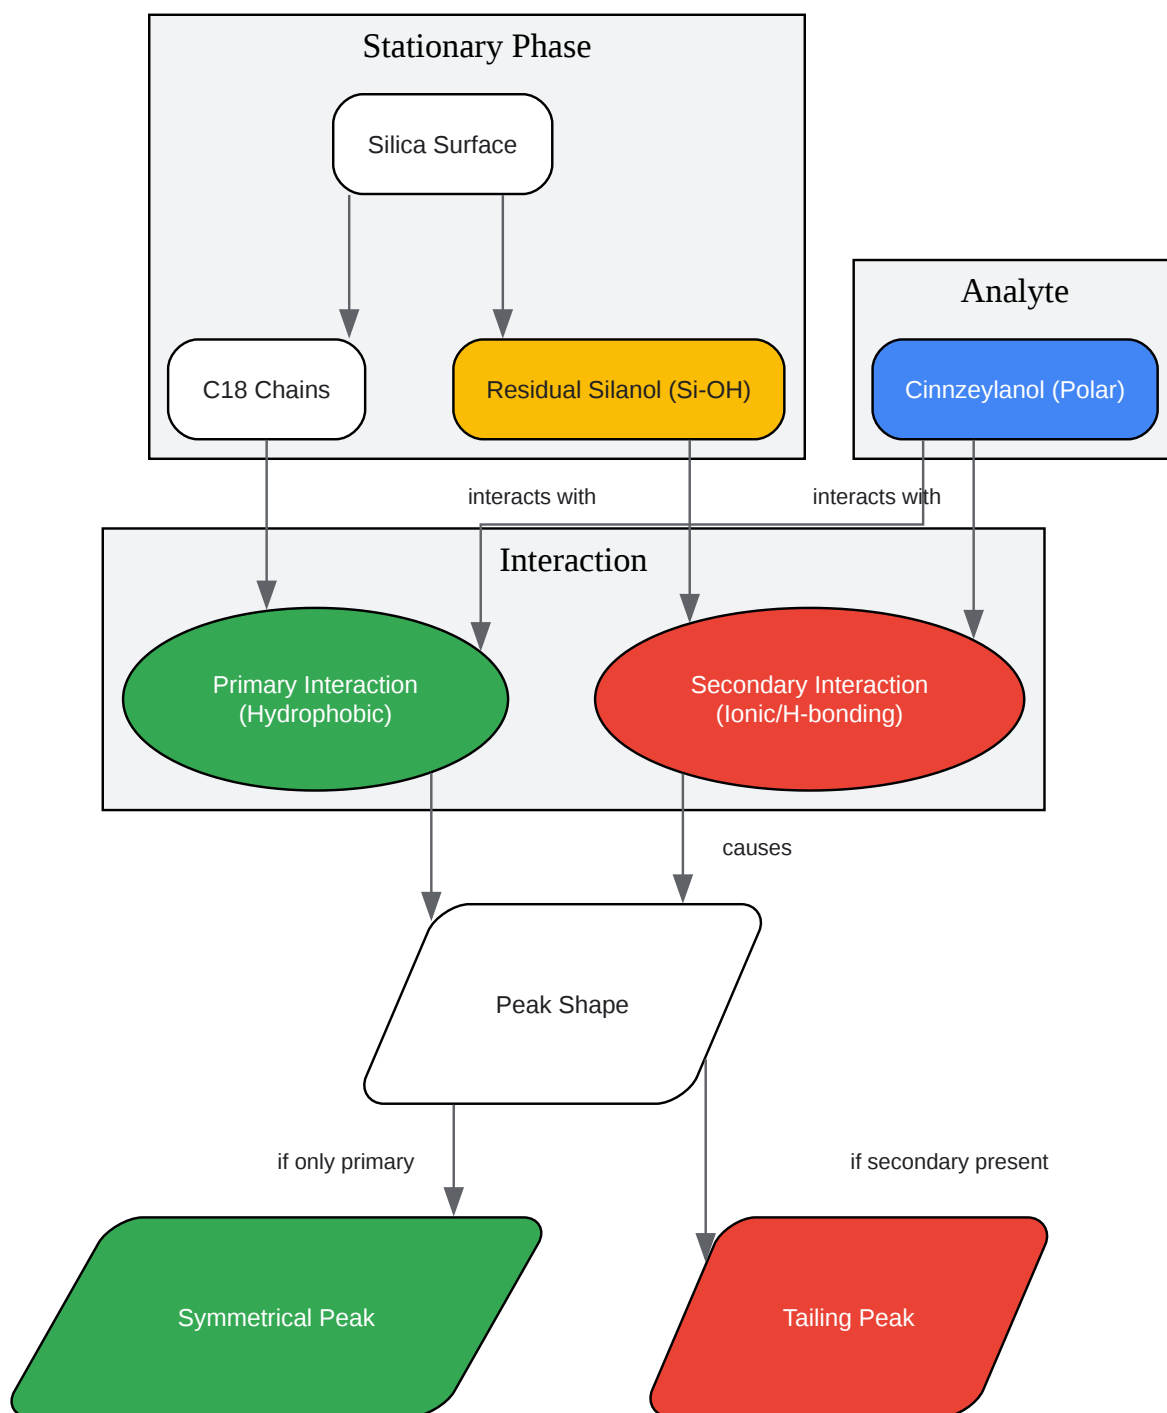 Stationary Phase
Silica Surface
Analyte
C18 Chains
Residual Silanol (Si-OH)
Cinnzeylanol (Polar)
interacts with
interacts with
Interaction
Primary Interaction
(Hydrophobic)
Secondary Interaction
(Ionic/H-bonding)
causes
Peak Shape
if only primary
if secondary present
Symmetrical Peak
Tailing Peak